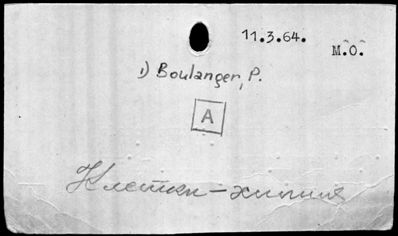 11.3.64.
M.O.
1) Boulanger, P.
A
Клетки - химия